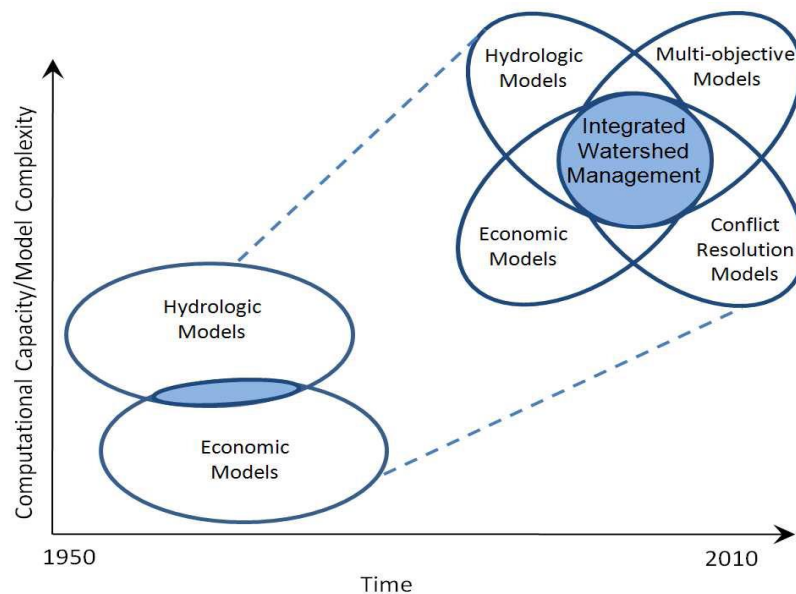 Computational Capacity/Model Complexity
Hydrologic
Models
Multi-objective
Models
Integrated
Watershed
Management
Economic
Models
Conflict
Resolution
Models
Hydrologic
Models
Economic
Models
1950
2010
Time